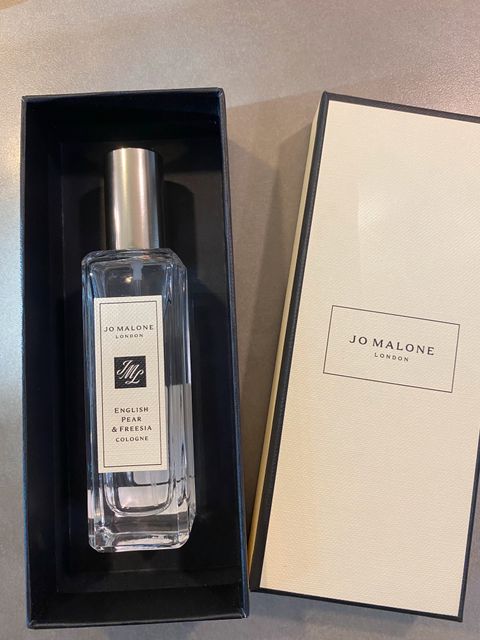 JO MALONE
LONDON
JML
ENGLISH
PEAR
& FREESIA
COLOGNE
JO MALONE
LONDON